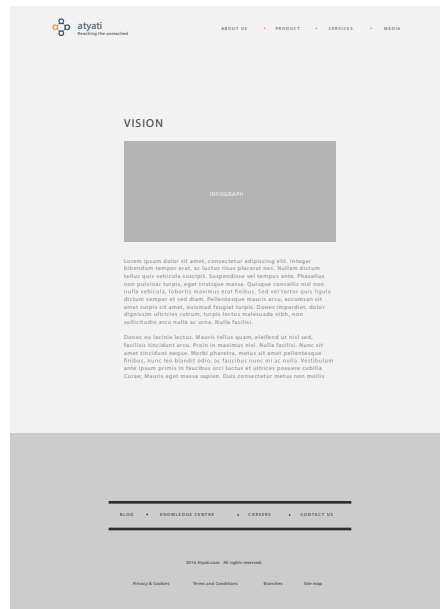 atyati
Reaching the unreached
ABOUT US • PRODUCT • SERVICES • MEDIA
VISION
INFOGRAPH
Lorem ipsum dolor sit amet, consectetur adipiscing elit. Integer
bibendum tempor erat, ac luctus risus placerat nec. Nullam dictum
tellus quis vehicula suscipit. Suspendisse vel tempus ante. Phasellus
non pulvinar turpis, eget tristique massa. Quisque convallis nisl non
nulla vehicula, lobortis maximus erat finibus. Sed vel tortor quis ligula
dictum semper et sed diam. Pellentesque mauris arcu, accumsan sit
amet turpis sit amet, euismod feugiat turpis. Donec imperdiet, dolor
dignissim ultricies rutrum, turpis lectus malesuada nibh, non
sollicitudin arcu nulla ac urna. Nulla facilisi.
Donec eu lacinia lectus. Mauris tellus quam, eleifend ut nisl sed,
facilisis tincidunt arcu. Proin in maximus nisl. Nulla facilisi. Nunc sit
amet tincidunt neque. Morbi pharetra, metus sit amet pellentesque
finibus, nunc leo blandit odio, ac faucibus nunc mi ac nulla. Vestibulum
ante ipsum primis in faucibus orci luctus et ultrices posuere cubilia
Curae; Mauris eget massa sapien. Duis consectetur metus non mollis
BLOG • KNOWLEDGE CENTRE • CAREERS • CONTACT US
2016 Atyati.com. All rights reserved.
Privacy & Cookies Terms and Conditions Branches Site map